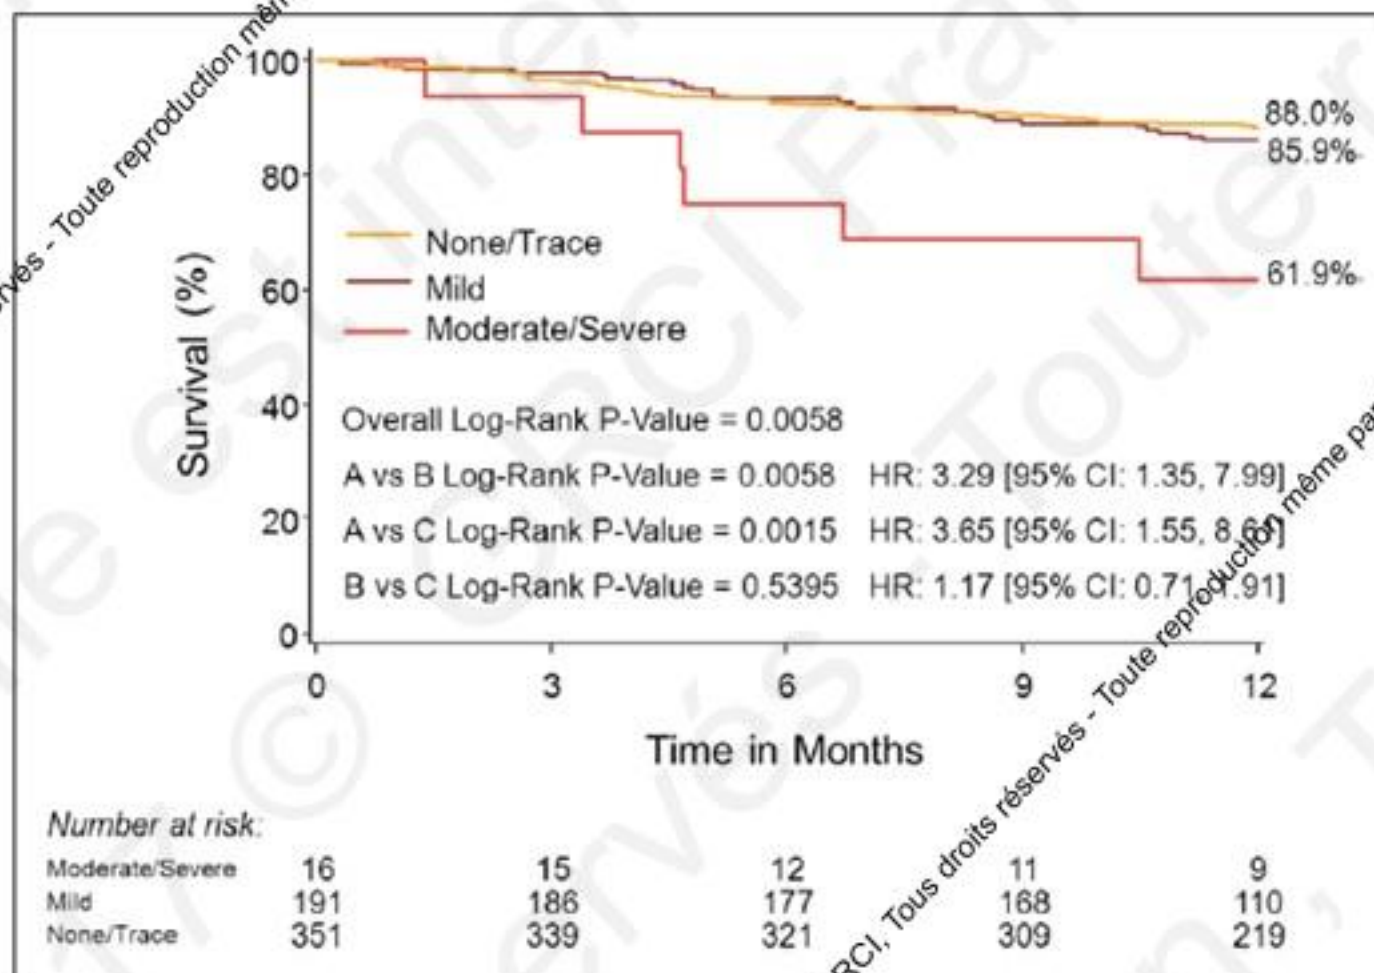 100
88.0%
85.9%
80
None/Trace
Mild
Moderate/Severe
61.9%
60
Survival (%)
40
Overall Log-Rank P-Value = 0.0058
A vs B Log-Rank P-Value = 0.0058 HR: 3.29 [95% CI: 1.35, 7.99]
20
A vs C Log-Rank P-Value = 0.0015 HR: 3.65 [95% CI: 1.55,
B vs C Log-Rank P-Value = 0.5395 HR: 1.17 [95% CI: 0.71,
0
0 3 6 9 12
Time in Months
Number at risk:
Moderate/Severe 16 15 12 11 9
Mild 191 186 177 168 110
None/Trace 351 339 321 309 219
- Toute reproduction
RCI, Tous droits réservés - Toute reproduction même